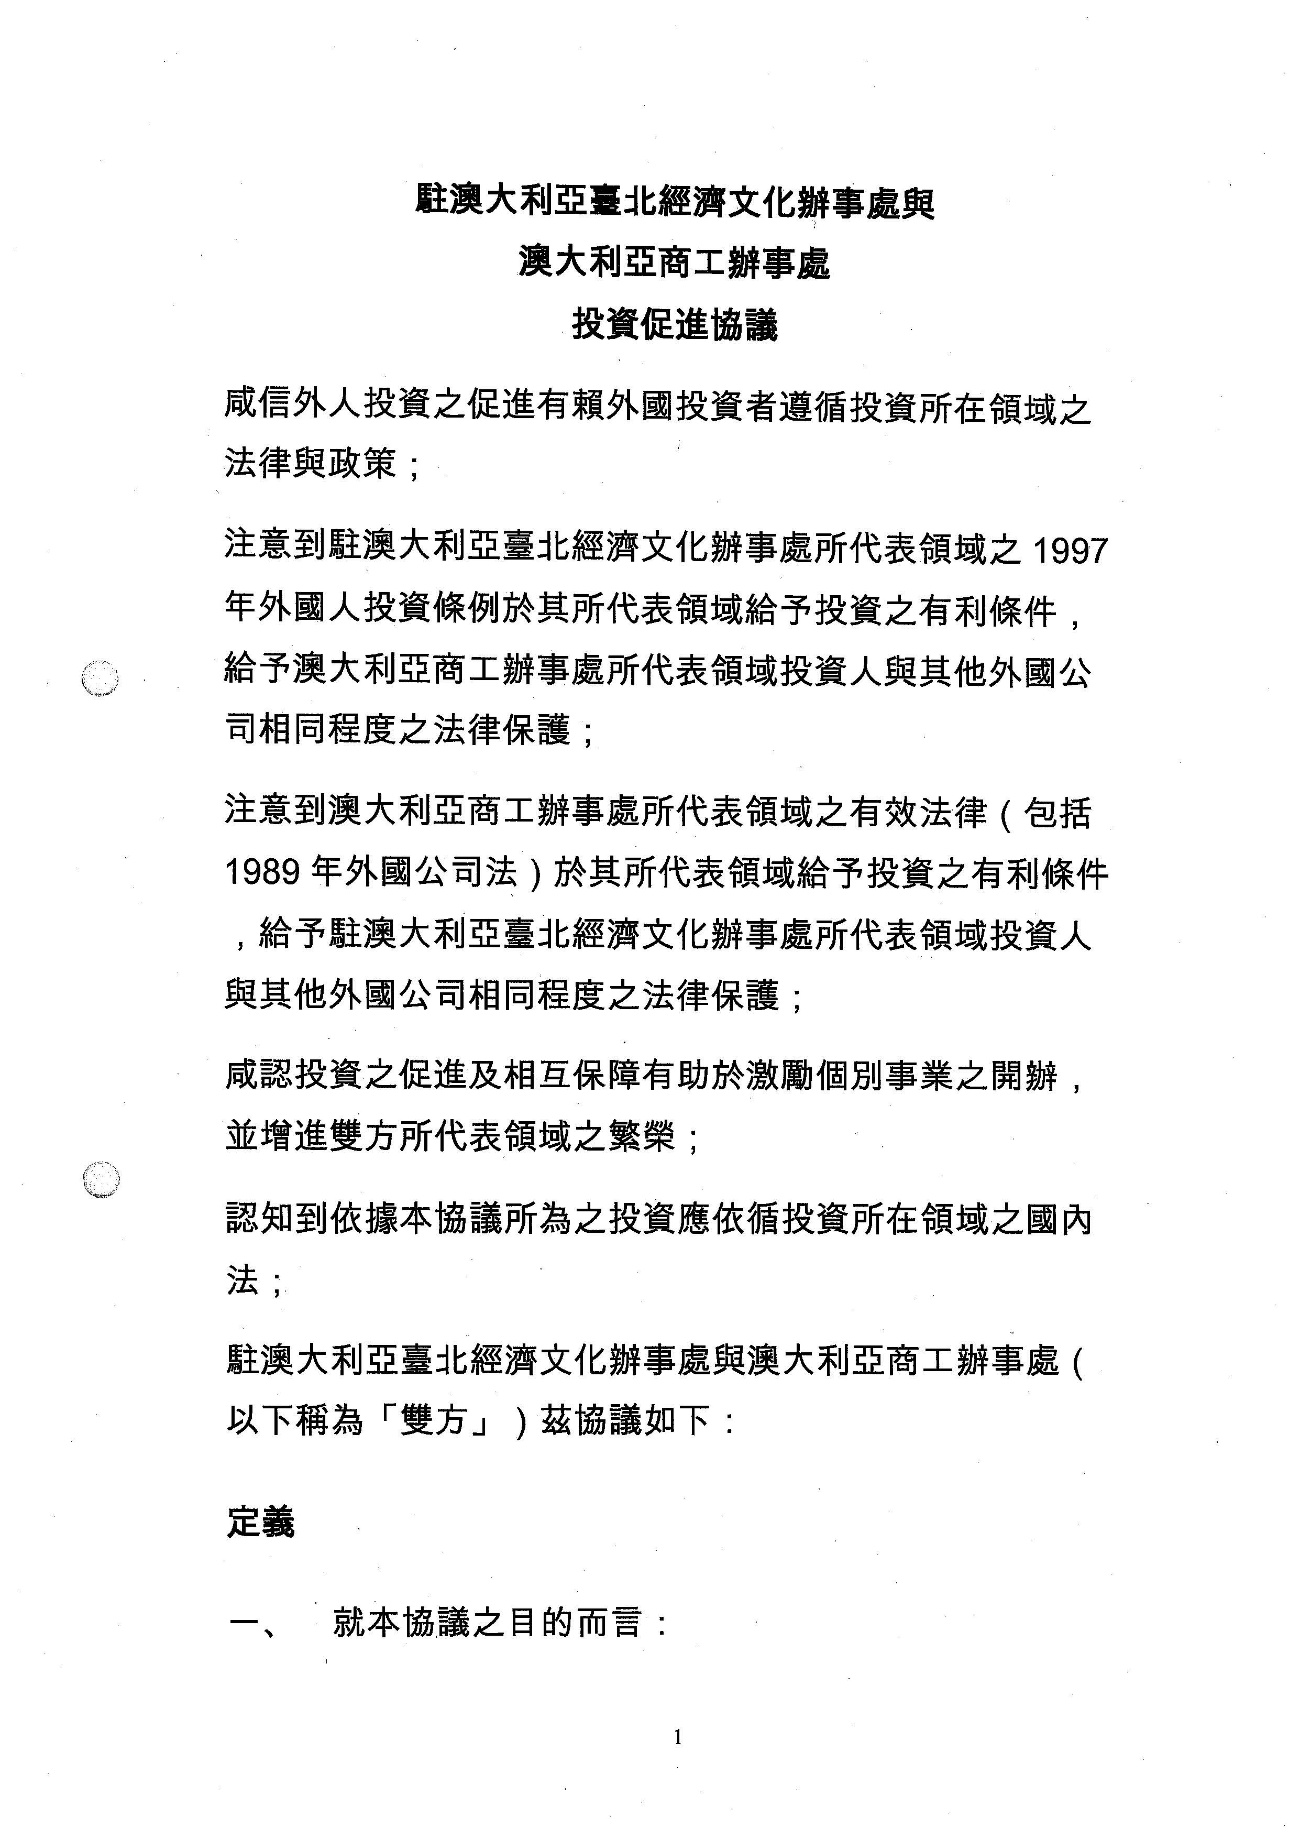 駐澳大利亞臺北經濟文化辦事處與
澳大利亞商工辦事處
投資促進協議
咸信外人投資之促進有賴外國投資者遵循投資所在領域之
法律與政策；
注意到駐澳大利亞臺北經濟文化辦事處所代表領域之 1997
年外國人投資條例於其所代表領域給予投資之有利條件，
給予澳大利亞商工辦事處所代表領域投資人與其他外國公
司相同程度之法律保護；
注意到澳大利亞商工辦事處所代表領域之有效法律（包括
1989 年外國公司法）於其所代表領域給予投資之有利條件
，給予駐澳大利亞臺北經濟文化辦事處所代表領域投資人
與其他外國公司相同程度之法律保護；
咸認投資之促進及相互保障有助於激勵個別事業之開辦，
並增進雙方所代表領域之繁榮；
認知到依據本協議所為之投資應依循投資所在領域之國內
法；
駐澳大利亞臺北經濟文化辦事處與澳大利亞商工辦事處（
以下稱為「雙方」）茲協議如下：
定義
一、 就本協議之目的而言：
1